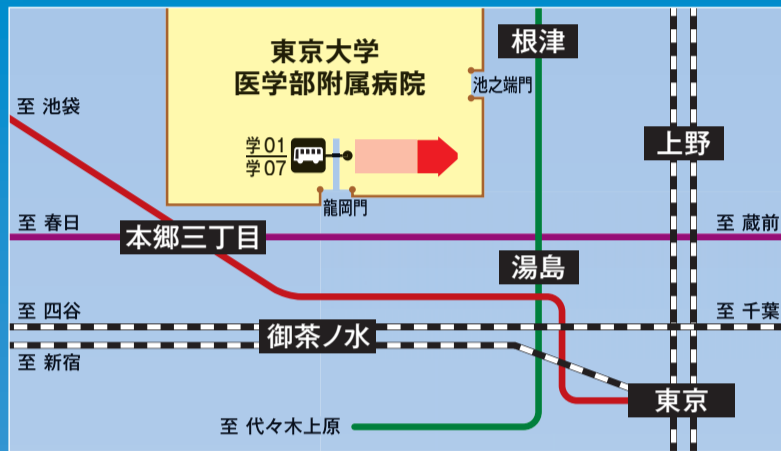 東京大学
医学部附属病院
根津
池之端門
至 池袋
学01
学07
上野
龍岡門
至 春日
本郷三丁目
至 蔵前
湯島
至 四谷
至 千葉
御茶ノ水
至 新宿
東京
至 代々木上原